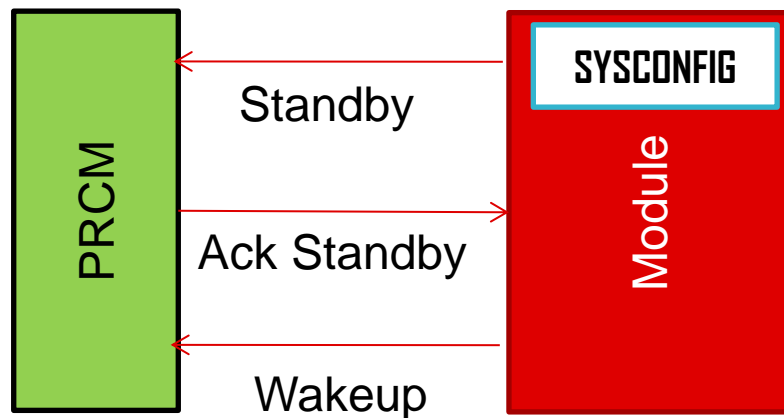 SYSCONFIG
Standby
PRCM
Module
Ack Standby
Wakeup